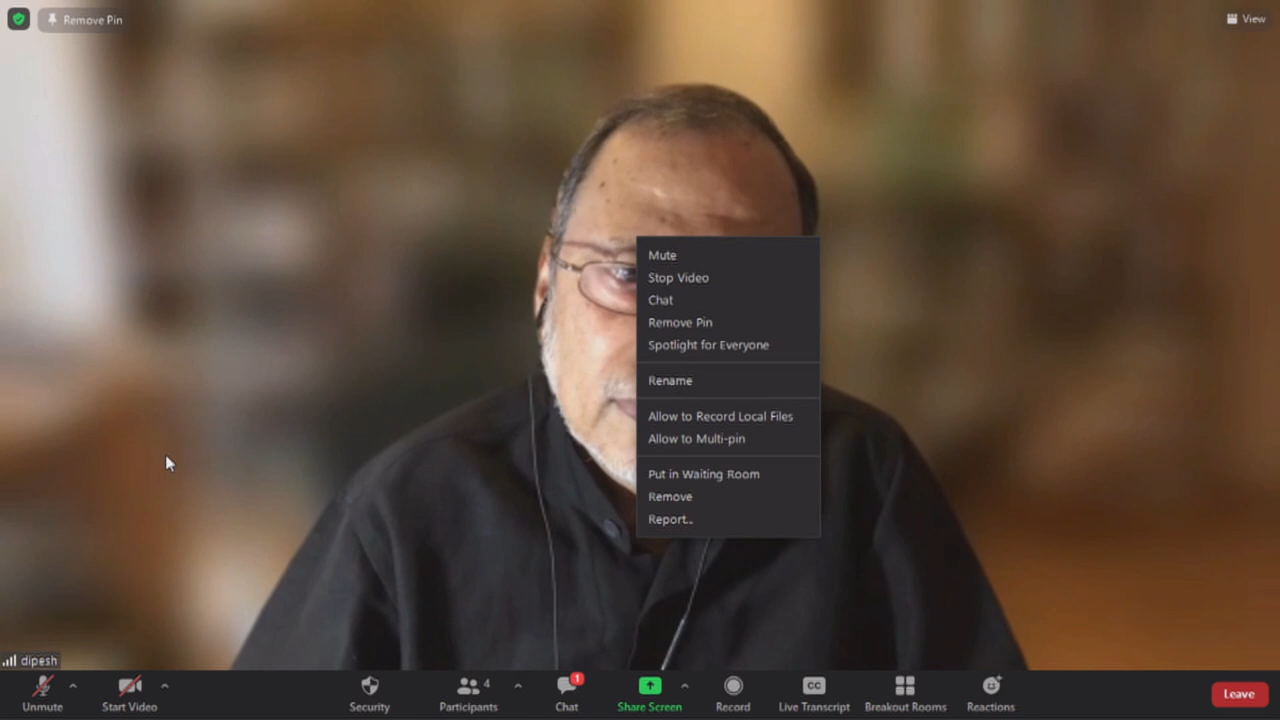 Remove Pin
View
Mute
Stop Video
Chat
Remove Pin
Spotlight for Everyone
Rename
Allow to Record Local Files
Allow to Multi-pin
Put in Waiting Room
Remove
Report..
dipesh
Unmute
Start Video
Security
Participants
4
Chat
1
Share Screen
Record
CC
Live Transcript
Breakout Rooms
Reactions
Leave